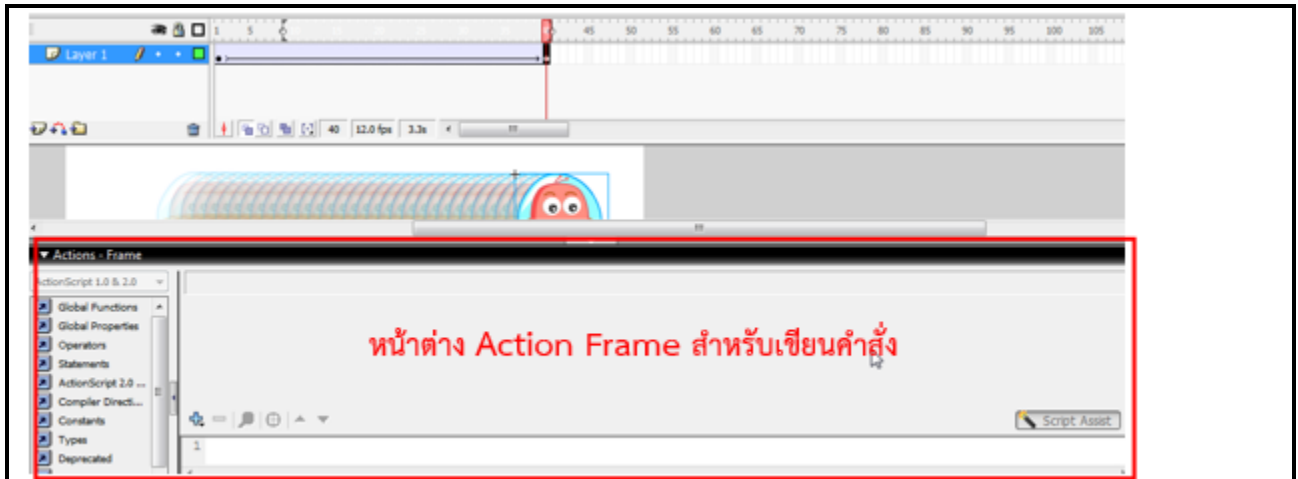 1 5 45 50 55 60 65 70 75 80 85 90 95 100 105
Layer 1
40 12.0 fps 3.3s
Actions - Frame
ActionScript 1.0 & 2.0
Global Functions
Global Properties
Operators
Statements
ActionScript 2.0 ...
Compiler Directi...
Constants
Types
Deprecated
หน้าต่าง Action Frame สำหรับเขียนคำสั่ง
Script Assist
1